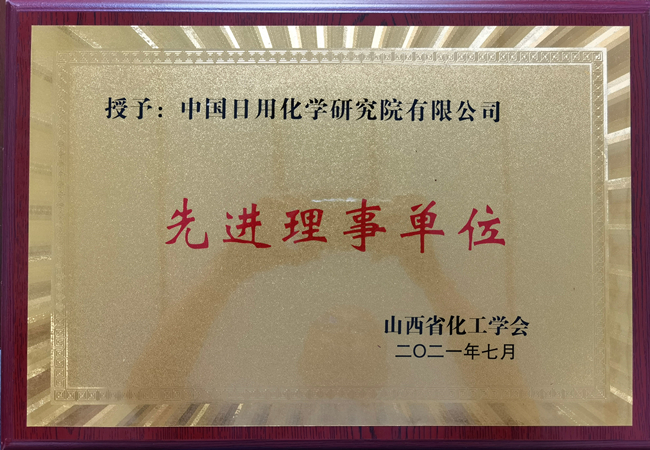 授予：中国日用化学研究院有限公司
先进理事单位
山西省化工学会
二〇二一年七月